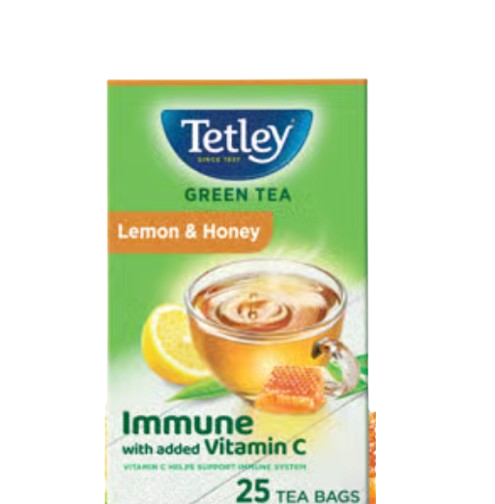 Tetley
SINCE 1837
GREEN TEA
Lemon & Honey
Immune
with added Vitamin C
VITAMIN C HELPS SUPPORT IMMUNE SYSTEM
25 TEA BAGS